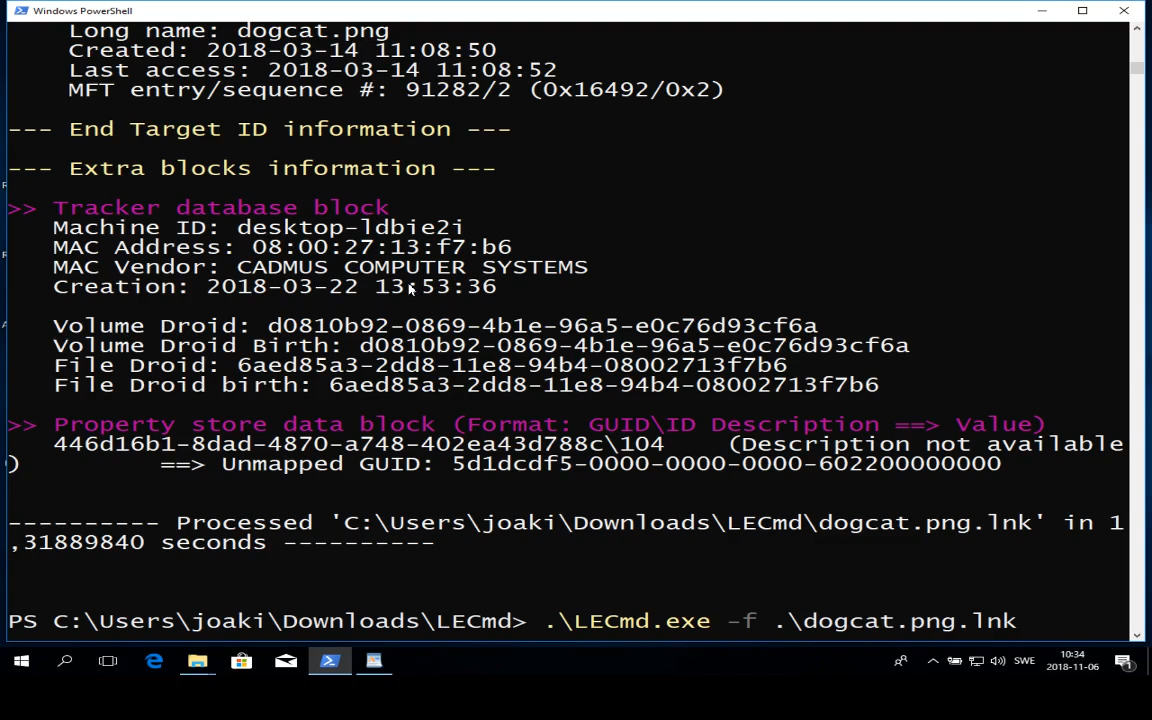 Windows PowerShell
Long name: dogcat.png
Created: 2018-03-14 11:08:50
Last access: 2018-03-14 11:08:52
MFT entry/sequence #: 91282/2 (0x16492/0x2)
--- End Target ID information ---
--- Extra blocks information ---
>> Tracker database block
Machine ID: desktop-ldbie2i
MAC Address: 08:00:27:13:f7:b6
MAC Vendor: CADMUS COMPUTER SYSTEMS
Creation: 2018-03-22 13:53:36
Volume Droid: d0810b92-0869-4b1e-96a5-e0c76d93cf6a
Volume Droid Birth: d0810b92-0869-4b1e-96a5-e0c76d93cf6a
File Droid: 6aed85a3-2dd8-11e8-94b4-08002713f7b6
File Droid birth: 6aed85a3-2dd8-11e8-94b4-08002713f7b6
>> Property store data block (Format: GUID\ID Description ==> Value)
446d16b1-8dad-4870-a748-402ea43d788c\104 (Description not available
) ==> Unmapped GUID: 5d1dcdf5-0000-0000-0000-602200000000
---------- Processed 'C:\Users\joaki\Downloads\LECmd\dogcat.png.lnk' in 1
,31889840 seconds ----------
PS C:\Users\joaki\Downloads\LECmd> .\LECmd.exe -f .\dogcat.png.lnk
SWE
10:34
2018-11-06
1